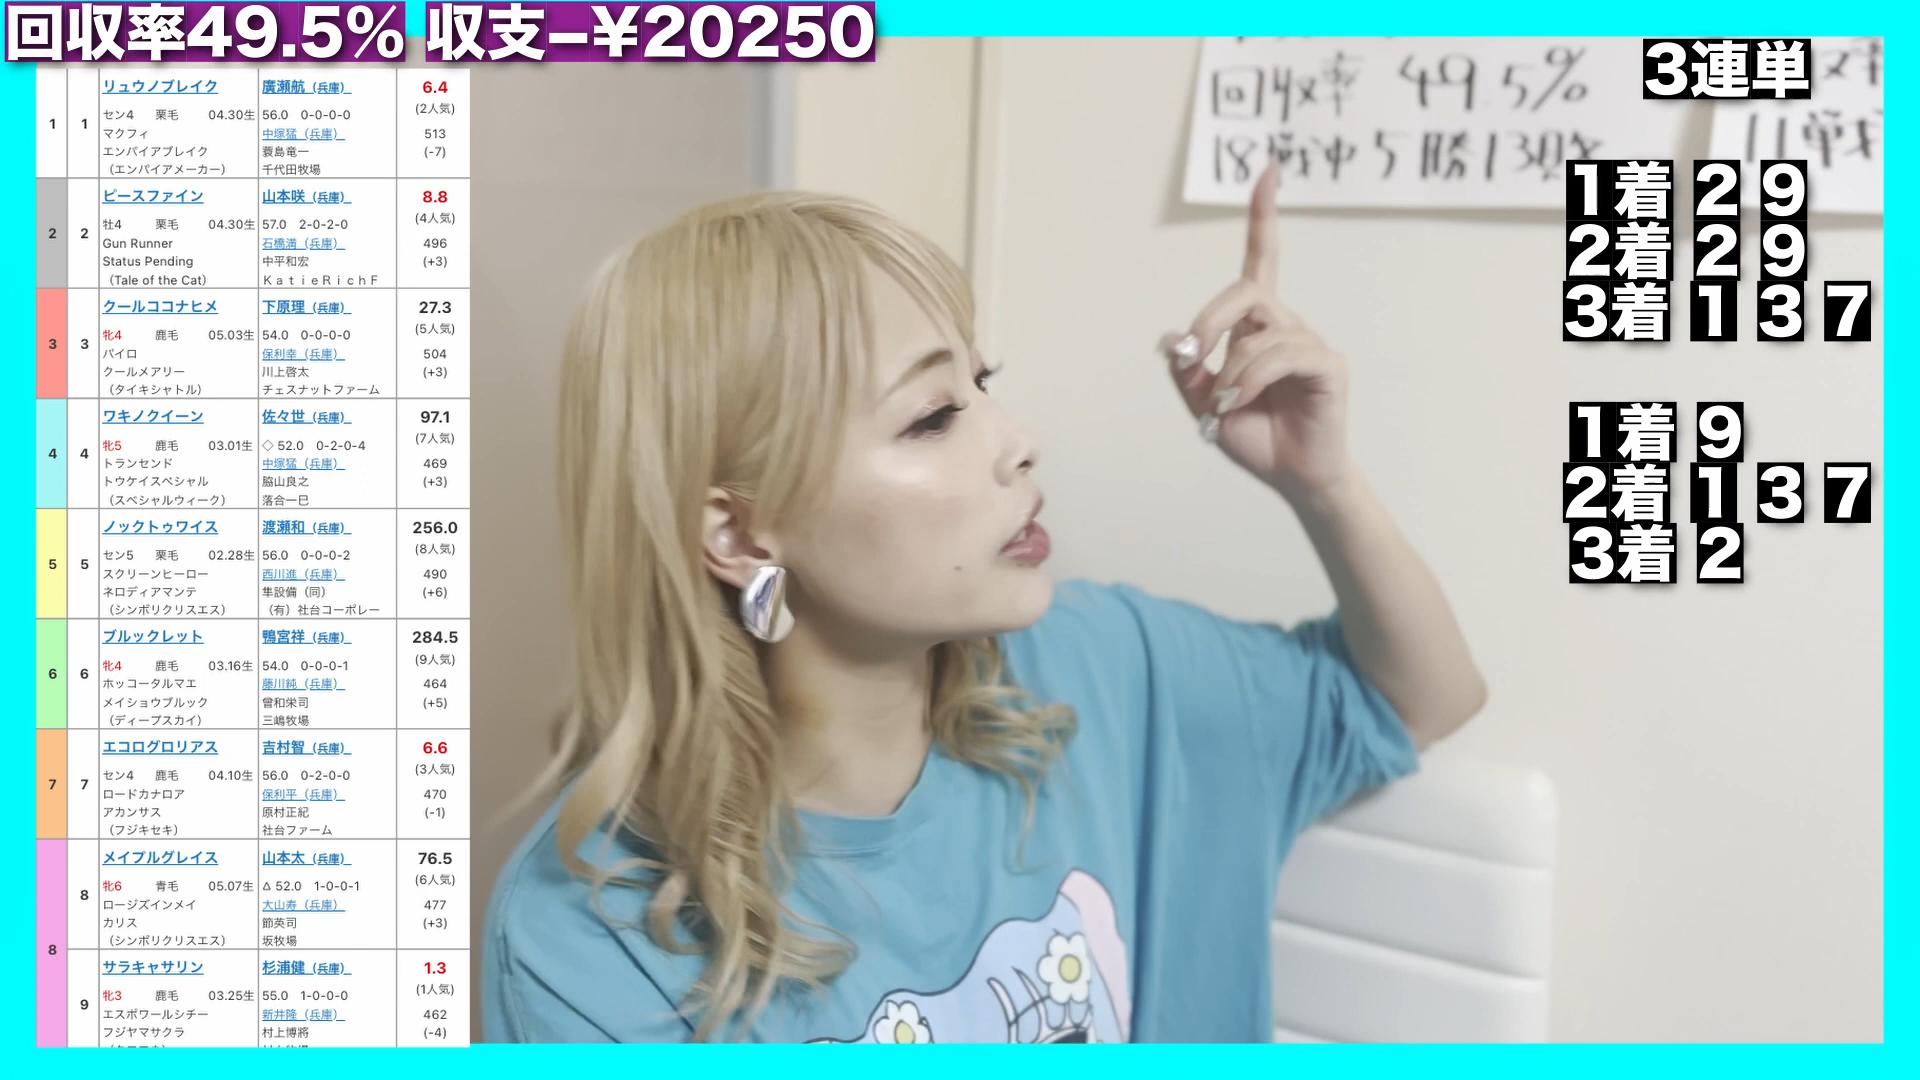 回収率49.5% 収支−¥20250
3連単
1着 2 9
2着 2 9
3着 1 3 7
1着 9
2着 1 3 7
3着 2
回収率 49.5%
18戦中5勝13敗
11戦
1 1 リュウノブレイク 廣瀬航 (兵庫) 6.4
(2人気)
セン4 栗毛 04.30生 56.0 0-0-0-0
マクフィ 中塚猛 (兵庫) 513
エンパイアブレイク 蓑島竜一 (-7)
(エンパイアメーカー) 千代田牧場
2 2 ピースファイン 山本咲 (兵庫) 8.8
(4人気)
牡4 栗毛 04.30生 57.0 2-0-2-0
Gun Runner 石橋満 (兵庫) 496
Status Pending 中平和宏 (+3)
(Tale of the Cat) KatieRichF
3 3 クールココナヒメ 下原理 (兵庫) 27.3
(5人気)
牝4 鹿毛 05.03生 54.0 0-0-0-0
パイロ 保利幸 (兵庫) 504
クールメアリー 川上啓太 (+3)
(タイキシャトル) チェスナットファーム
4 4 ワキノクイーン 佐々世 (兵庫) 97.1
(7人気)
牝5 鹿毛 03.01生 ◇ 52.0 0-2-0-4
トランセンド 中塚猛 (兵庫) 469
トウケイスペシャル 脇山良之 (+3)
(スペシャルウィーク) 落合一巳
5 5 ノックトゥワイス 渡瀬和 (兵庫) 256.0
(8人気)
セン5 栗毛 02.28生 56.0 0-0-0-2
スクリーンヒーロー 西川進 (兵庫) 490
ネロディアマンテ 隼設備 (同) (+6)
(シンボリクリスエス) (有) 社台コーポレー
6 6 ブルックレット 鴨宮祥 (兵庫) 284.5
(9人気)
牝4 鹿毛 03.16生 54.0 0-0-0-1
ホッコータルマエ 藤川純 (兵庫) 464
メイショウブルック 曾和栄司 (+5)
(ディープスカイ) 三嶋牧場
7 7 エコログロリアス 吉村智 (兵庫) 6.6
(3人気)
セン4 鹿毛 04.10生 56.0 0-2-0-0
ロードカナロア 保利平 (兵庫) 470
アカンサス 原村正紀 (-1)
(フジキセキ) 社台ファーム
8 8 メイプルグレイス 山本太 (兵庫) 76.5
(6人気)
牝6 青毛 05.07生 △ 52.0 1-0-0-1
ロージズインメイ 大山寿 (兵庫) 477
カリス 節英司 (+3)
(シンボリクリスエス) 坂牧場
9 サラキャサリン 杉浦健 (兵庫) 1.3
(1人気)
牝3 鹿毛 03.25生 55.0 1-0-0-0
エスポワールシチー 新井隆 (兵庫) 462
フジヤマサクラ 村上博將 (-4)